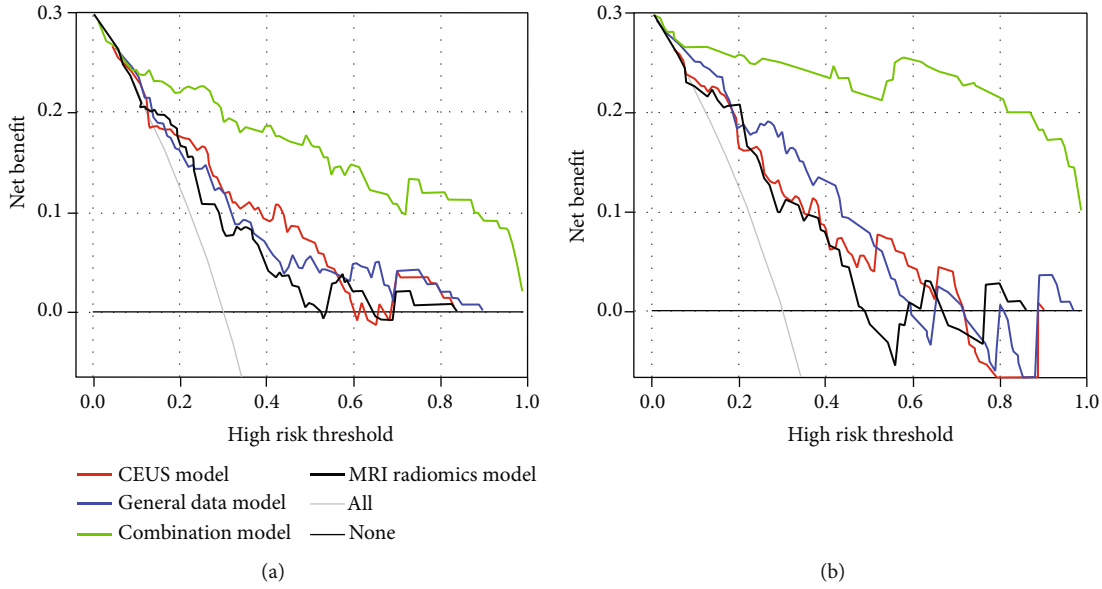 (a)
0.3
0.2
0.1
0.0
Net benefit
0.0 0.2 0.4 0.6 0.8 1.0
High risk threshold
CEUS model
General data model
Combination model
MRI radiomics model
All
None
(a)
(b)
0.3
0.2
0.1
0.0
Net benefit
0.0 0.2 0.4 0.6 0.8 1.0
High risk threshold
(b)